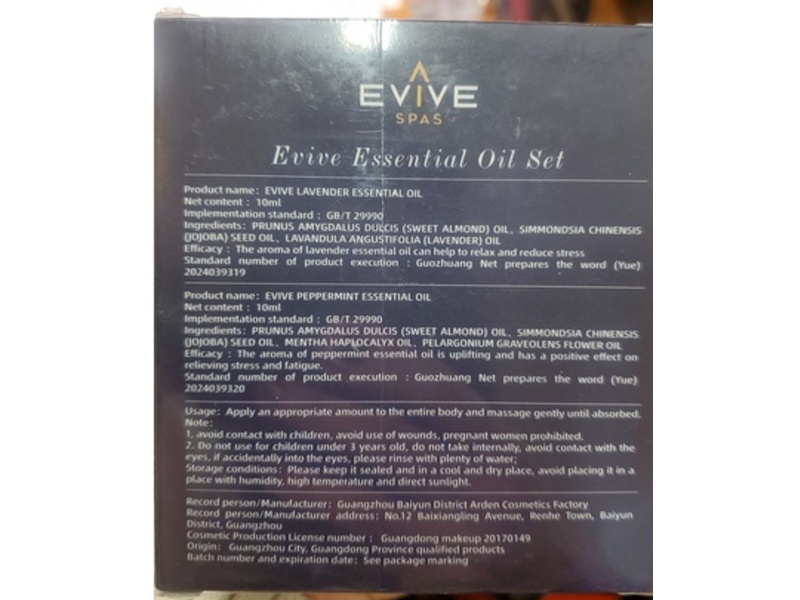 EVIVE
SPAS
Evive Essential Oil Set
Product name: EVIVE LAVENDER ESSENTIAL OIL
Net content : 10ml
Implementation standard : GB/T 29990
Ingredients: PRUNUS AMYGDALUS DULCIS (SWEET ALMOND) OIL、SIMMONDSIA CHINENSIS
(JOJOBA) SEED OIL、LAVANDULA ANGUSTIFOLIA (LAVENDER) OIL
Efficacy : The aroma of lavender essential oil can help to relax and reduce stress
Standard number of product execution : Guozhuang Net prepares the word (Yue)
2024039319
Product name: EVIVE PEPPERMINT ESSENTIAL OIL
Net content : 10ml
Implementation standard : GB/T 29990
Ingredients: PRUNUS AMYGDALUS DULCIS (SWEET ALMOND) OIL、SIMMONDSIA CHINENSIS
(JOJOBA) SEED OIL、MENTHA HAPLOCALYX OIL、PELARGONIUM GRAVEOLENS FLOWER OIL
Efficacy : The aroma of peppermint essential oil is uplifting and has a positive effect on
relieving stress and fatigue.
Standard number of product execution : Guozhuang Net prepares the word (Yue)
2024039320
Usage: Apply an appropriate amount to the entire body and massage gently until absorbed.
Note:
1, avoid contact with children, avoid use of wounds, pregnant women prohibited.
2. Do not use for children under 3 years old, do not take internally, avoid contact with the
eyes, if accidentally into the eyes, please rinse with plenty of water;
Storage conditions: Please keep it sealed and in a cool and dry place, avoid placing it in a
place with humidity, high temperature and direct sunlight.
Record person/Manufacturer: Guangzhou Baiyun District Arden Cosmetics Factory
Record person/Manufacturer address: No.12 Baixiangling Avenue, Renhe Town, Baiyun
District, Guangzhou
Cosmetic Production License number : Guangdong makeup 20170149
Origin: Guangzhou City, Guangdong Province qualified products
Batch number and expiration date: See package marking